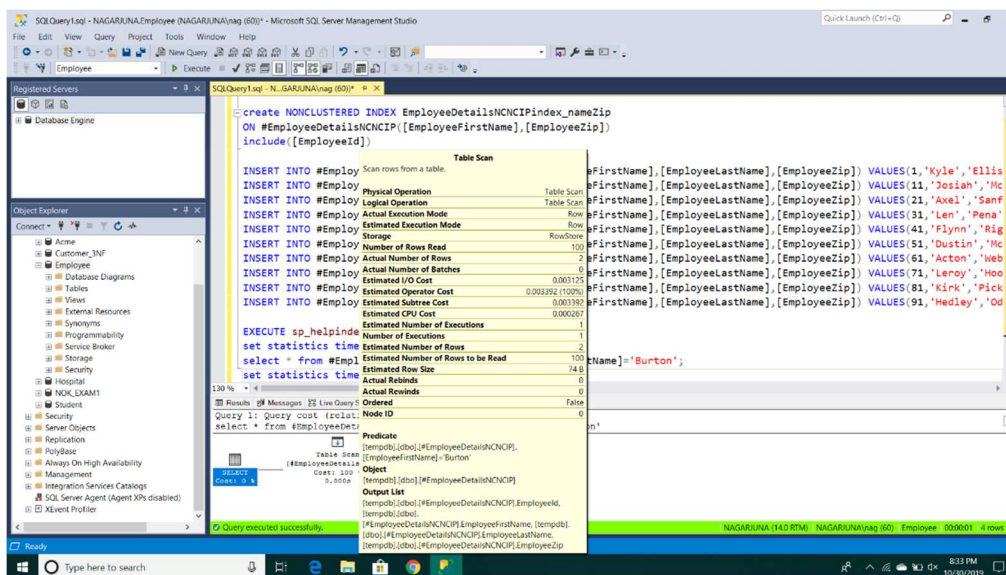 SQLQuery1.sql - NAGARJUNA.Employee (NAGARJUNA\nag (60))* - Microsoft SQL Server Management Studio
Quick Launch (Ctrl+Q)
File Edit View Query Project Tools Window Help
New Query
Employee
Execute
Registered Servers
Database Engine
Object Explorer
Connect
Acme
Customer_3NF
Employee
Database Diagrams
Tables
Views
External Resources
Synonyms
Programmability
Service Broker
Storage
Security
Hospital
NOK_EXAM1
Student
Security
Server Objects
Replication
PolyBase
Always On High Availability
Management
Integration Services Catalogs
SQL Server Agent (Agent XPs disabled)
XEvent Profiler
SQLQuery1.sql - N...GARJUNA\nag (60))*
create NONCLUSTERED INDEX EmployeeDetailsNCNCIPindex_nameZip
ON #EmployeeDetailsNCNCIP([EmployeeFirstName],[EmployeeZip])
include([EmployeeId])
INSERT INTO #Employ eFirstName],[EmployeeLastName],[EmployeeZip]) VALUES(1,'Kyle','Ellis
INSERT INTO #Employ eFirstName],[EmployeeLastName],[EmployeeZip]) VALUES(11,'Josiah','Mc
INSERT INTO #Employ eFirstName],[EmployeeLastName],[EmployeeZip]) VALUES(21,'Axel','Sanf
INSERT INTO #Employ eFirstName],[EmployeeLastName],[EmployeeZip]) VALUES(31,'Len','Pena'
INSERT INTO #Employ eFirstName],[EmployeeLastName],[EmployeeZip]) VALUES(41,'Flynn','Rig
INSERT INTO #Employ eFirstName],[EmployeeLastName],[EmployeeZip]) VALUES(51,'Dustin','Mc
INSERT INTO #Employ eFirstName],[EmployeeLastName],[EmployeeZip]) VALUES(61,'Acton','Web
INSERT INTO #Employ eFirstName],[EmployeeLastName],[EmployeeZip]) VALUES(71,'Leroy','Hoo
INSERT INTO #Employ eFirstName],[EmployeeLastName],[EmployeeZip]) VALUES(81,'Kirk','Pick
INSERT INTO #Employ eFirstName],[EmployeeLastName],[EmployeeZip]) VALUES(91,'Hedley','Od
EXECUTE sp_helpinde
set statistics time
select * from #Empl tName]='Burton';
set statistics time
Table Scan
Scan rows from a table.
Physical Operation Table Scan
Logical Operation Table Scan
Actual Execution Mode Row
Estimated Execution Mode Row
Storage RowStore
Number of Rows Read 100
Actual Number of Rows 2
Actual Number of Batches 0
Estimated I/O Cost 0.003125
Estimated Operator Cost 0.003392 (100%)
Estimated Subtree Cost 0.003392
Estimated CPU Cost 0.000267
Estimated Number of Executions 1
Number of Executions 1
Estimated Number of Rows 2
Estimated Number of Rows to be Read 100
Estimated Row Size 74 B
Actual Rebinds 0
Actual Rewinds 0
Ordered False
Node ID 0
Predicate
[tempdb].[dbo].[#EmployeeDetailsNCNCIP].
[EmployeeFirstName]='Burton'
Object
[tempdb].[dbo].[#EmployeeDetailsNCNCIP]
Output List
[tempdb].[dbo].[#EmployeeDetailsNCNCIP].EmployeeId,
[tempdb].[dbo].
[#EmployeeDetailsNCNCIP].EmployeeFirstName, [tempdb].
[dbo].[#EmployeeDetailsNCNCIP].EmployeeLastName,
[tempdb].[dbo].[#EmployeeDetailsNCNCIP].EmployeeZip
130 %
Results Messages Live Query S
Query 1: Query cost (relat
select * from #EmployeeDeta on'
Table Scan
[#EmployeeDetails
Cost: 100
0.000s
SELECT
Cost: 0 %
Query executed successfully.
NAGARJUNA (14.0 RTM) NAGARJUNA\nag (60) Employee 00:00:01 4 rows
Ready
Type here to search
8:33 PM
10/30/2019